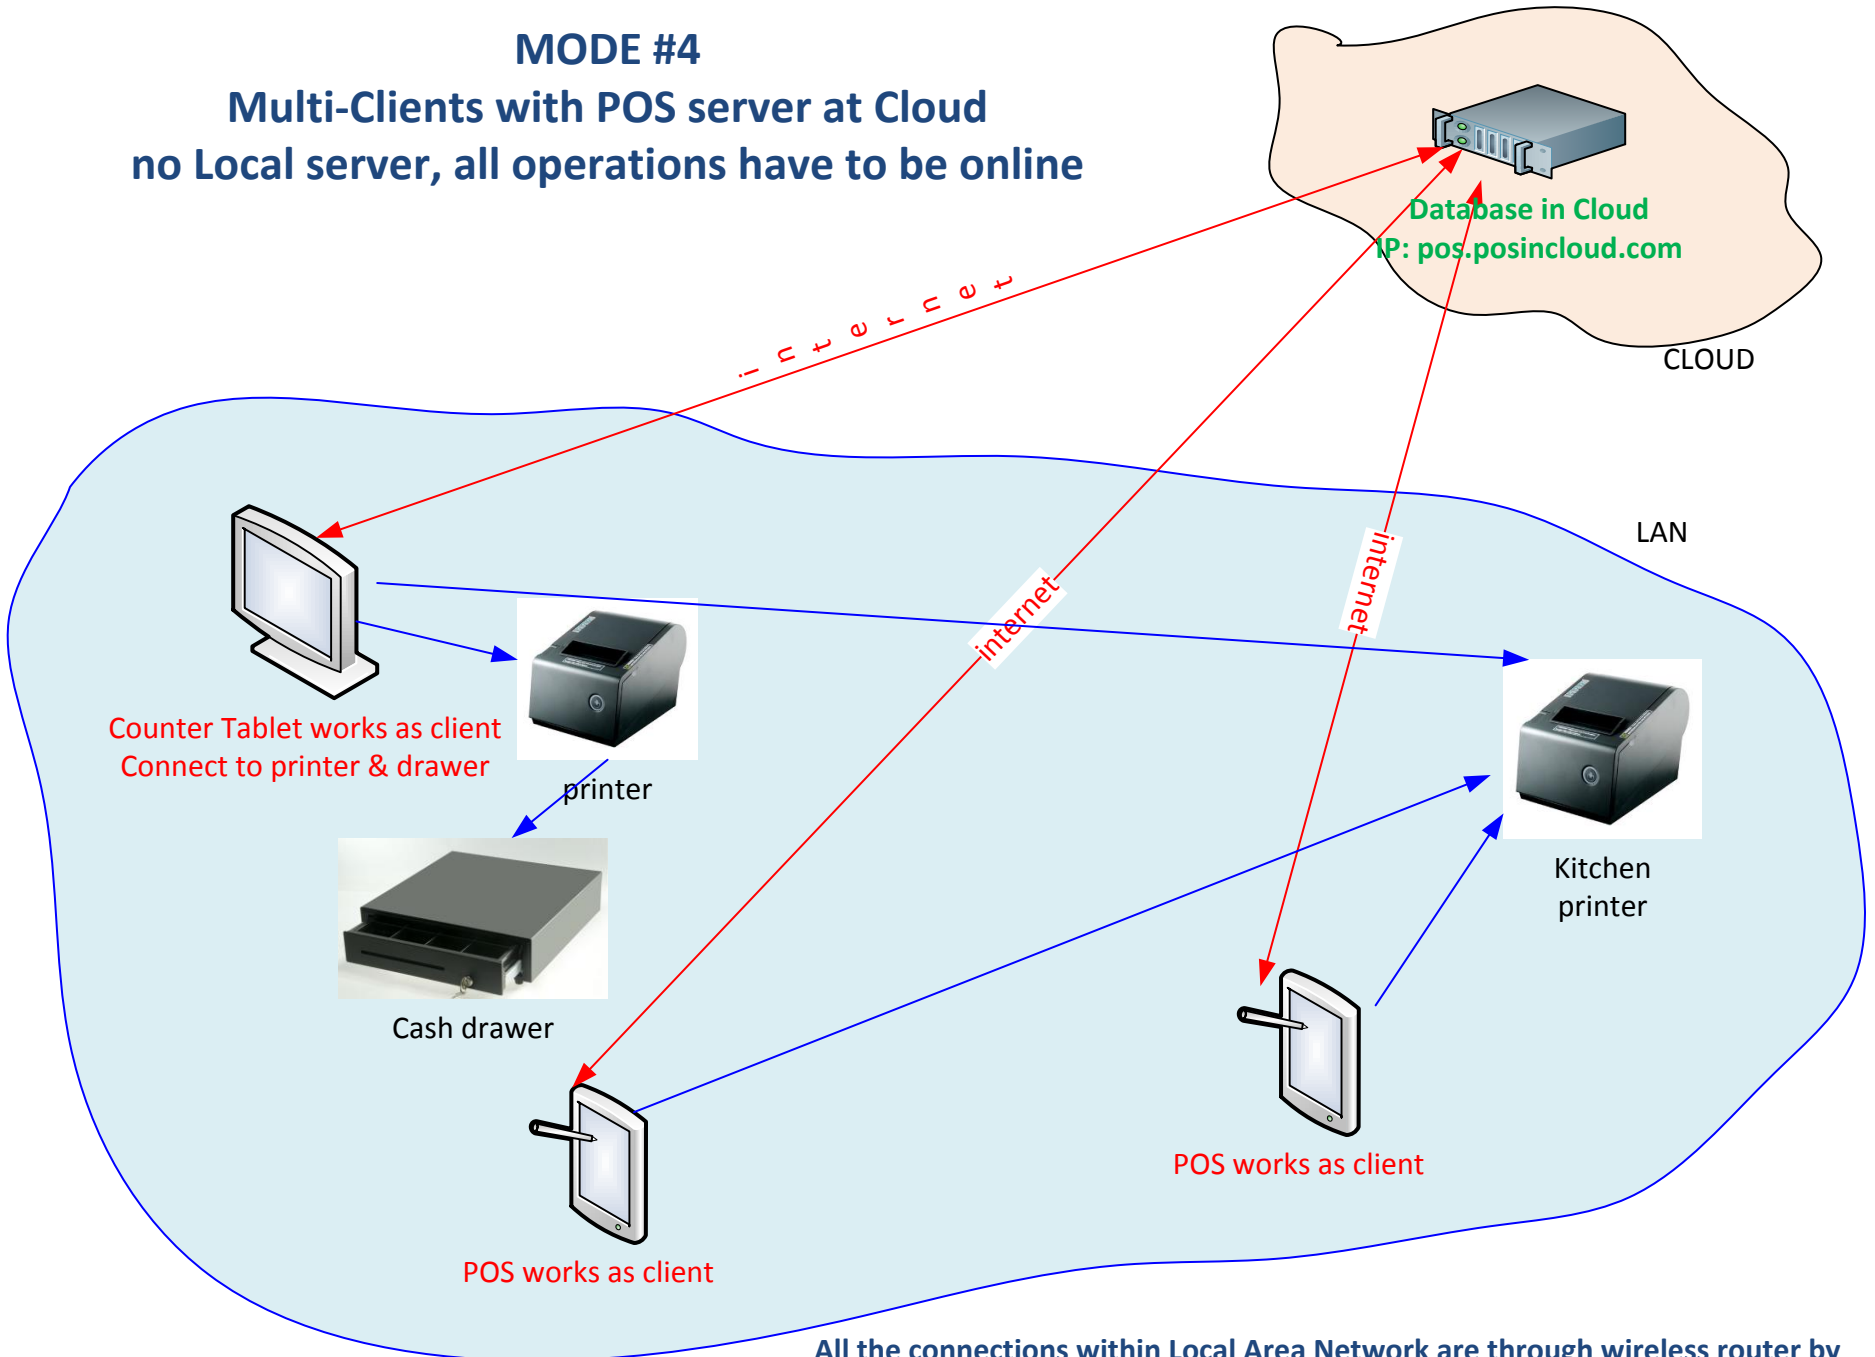 MODE #4
Multi-Clients with POS server at Cloud
no Local server, all operations have to be online
Database in Cloud
IP: pos.posincloud.com
CLOUD
internet
LAN
internet
internet
Counter Tablet works as client
Connect to printer & drawer
printer
Kitchen
printer
Cash drawer
POS works as client
POS works as client
All the connections within Local Area Network are through wireless router by